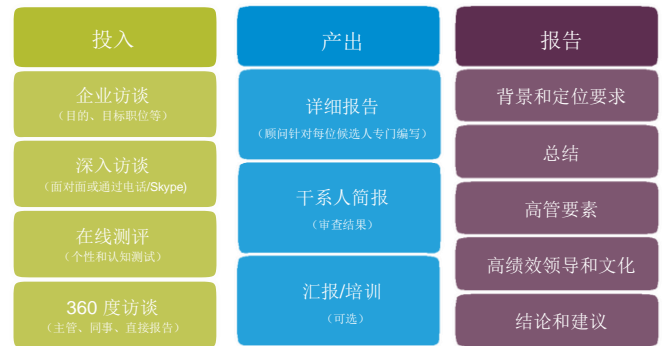 投入
企业访谈
（目的、目标职位等）
深入访谈
（面对面或通过电话/Skype)
在线测评
（个性和认知测试）
360 度访谈
（主管、同事、直接报告）
产出
详细报告
（顾问针对每位候选人专门编写）
干系人简报
（审查结果）
汇报/培训
（可选）
报告
背景和定位要求
总结
高管要素
高绩效领导和文化
结论和建议